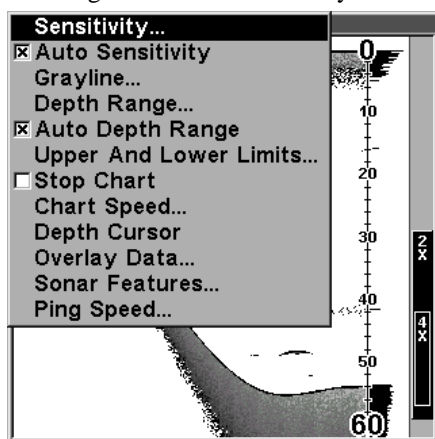 Sensitivity...
Auto Sensitivity
Grayline...
Depth Range...
Auto Depth Range
Upper And Lower Limits...
Stop Chart
Chart Speed...
Depth Cursor
Overlay Data...
Sonar Features...
Ping Speed...
0
10
20
30
40
50
60
2x
4x